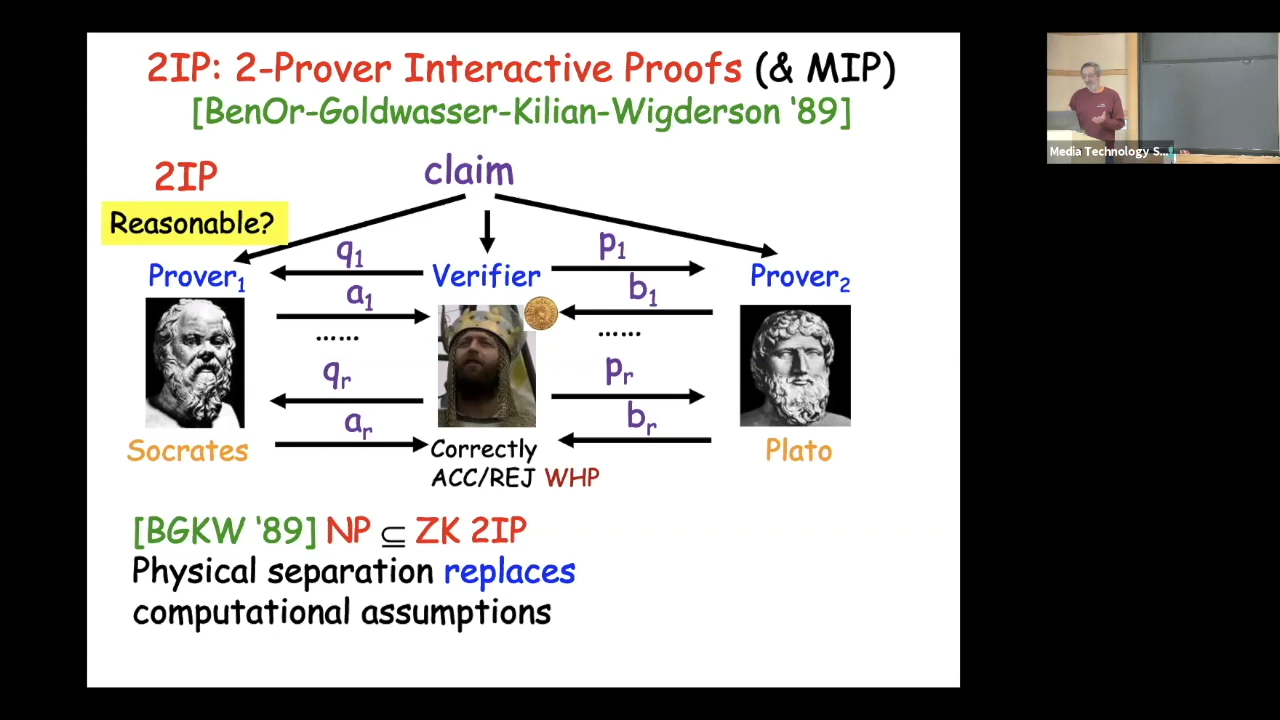 2IP: 2-Prover Interactive Proofs (& MIP)
[BenOr-Goldwasser-Kilian-Wigderson ‘89]
2IP
claim
Reasonable?
q1
p1
Prover1
Verifier
Prover2
a1
b1
......
......
qr
pr
ar
br
Socrates
Correctly
ACC/REJ WHP
Plato
[BGKW ‘89] NP ⊆ ZK 2IP
Physical separation replaces
computational assumptions
Media Technology S...